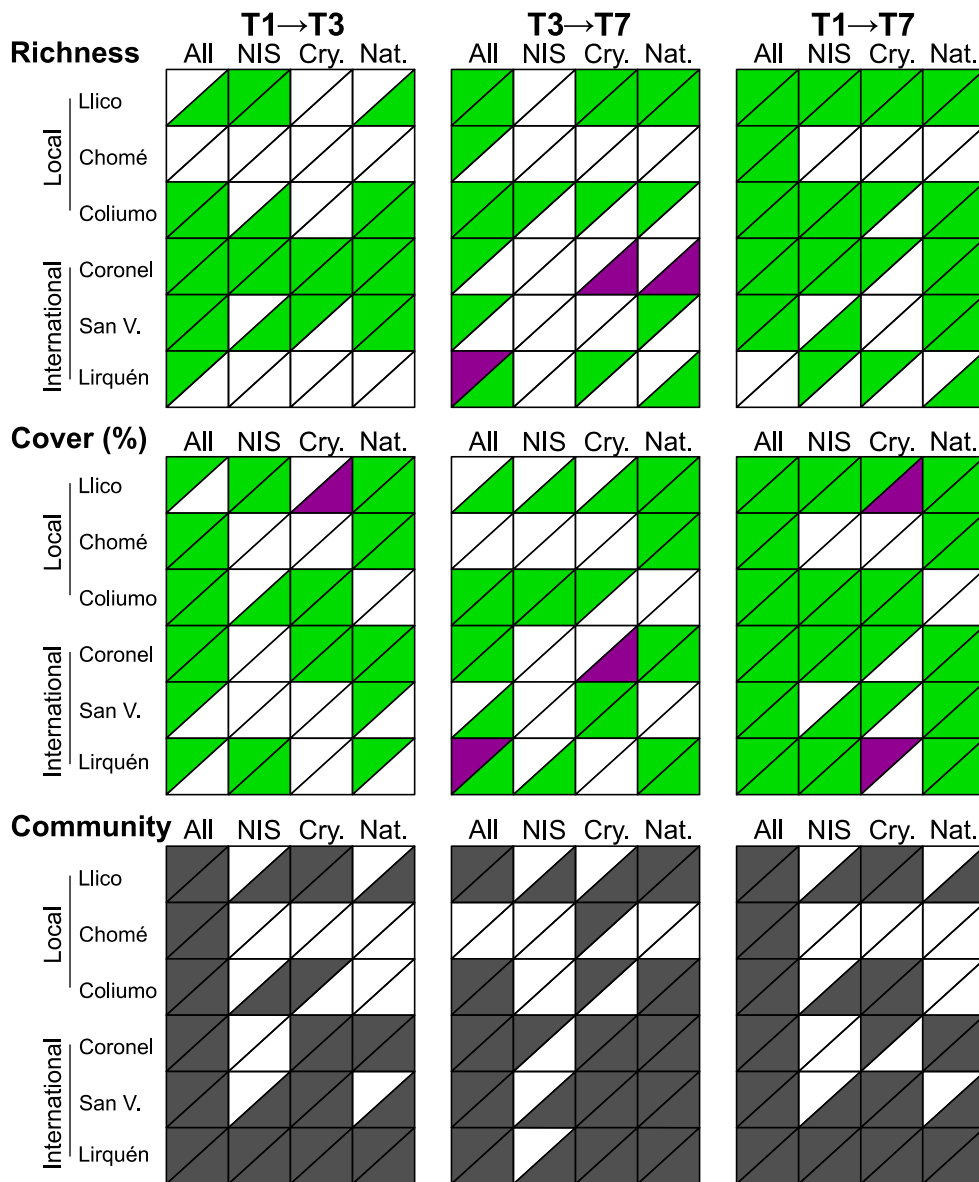 T1→T3 T3→T7 T1→T7
Richness All NIS Cry. Nat. All NIS Cry. Nat. All NIS Cry. Nat.
Local
Llico
Chomé
Coliumo
International
Coronel
San V.
Lirquén
Cover (%) All NIS Cry. Nat. All NIS Cry. Nat. All NIS Cry. Nat.
Local
Llico
Chomé
Coliumo
International
Coronel
San V.
Lirquén
Community All NIS Cry. Nat. All NIS Cry. Nat. All NIS Cry. Nat.
Local
Llico
Chomé
Coliumo
International
Coronel
San V.
Lirquén